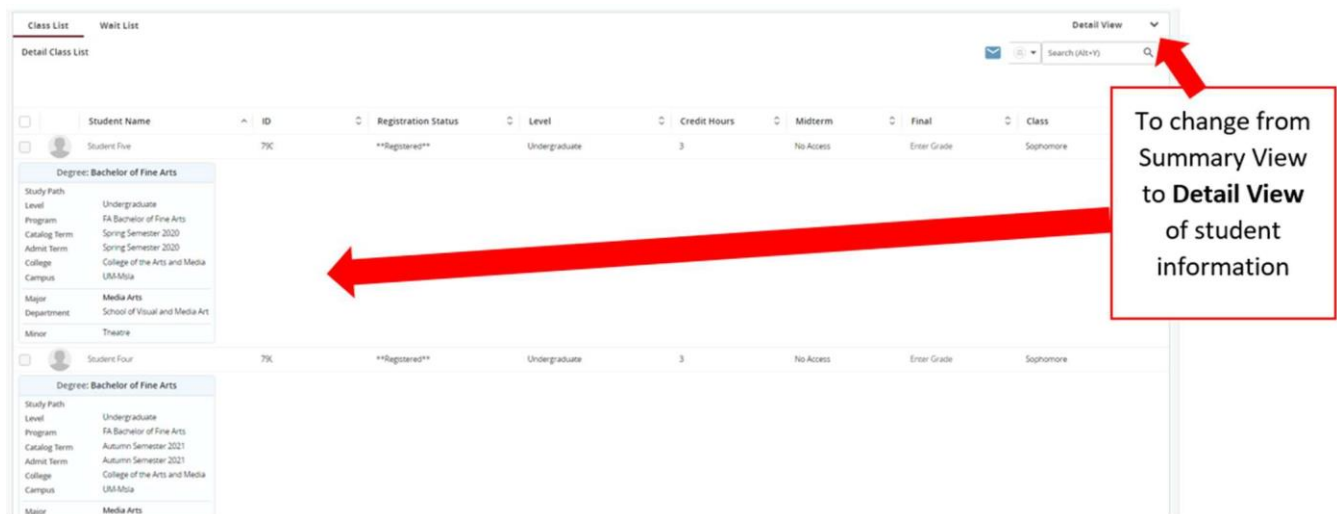 Class List Wait List Detail View
Detail Class List Search (Alt+Y)
Student Name ID Registration Status Level Credit Hours Midterm Final Class
Student Five 790 **Registered** Undergraduate 3 No Access Enter Grade Sophomore
Degree: Bachelor of Fine Arts
Study Path
Level Undergraduate
Program FA Bachelor of Fine Arts
Catalog Term Spring Semester 2020
Admit Term Spring Semester 2020
College College of the Arts and Media
Campus UM-Msla
Major Media Arts
Department School of Visual and Media Art
Minor Theatre
Student Four **Registered** Undergraduate 3 No Access Enter Grade Sophomore
Degree: Bachelor of Fine Arts
Study Path
Level Undergraduate
Program FA Bachelor of Fine Arts
Catalog Term Autumn Semester 2021
Admit Term Autumn Semester 2021
College College of the Arts and Media
Campus UM-Msla
Major Media Arts
To change from
Summary View
to Detail View
of student
information